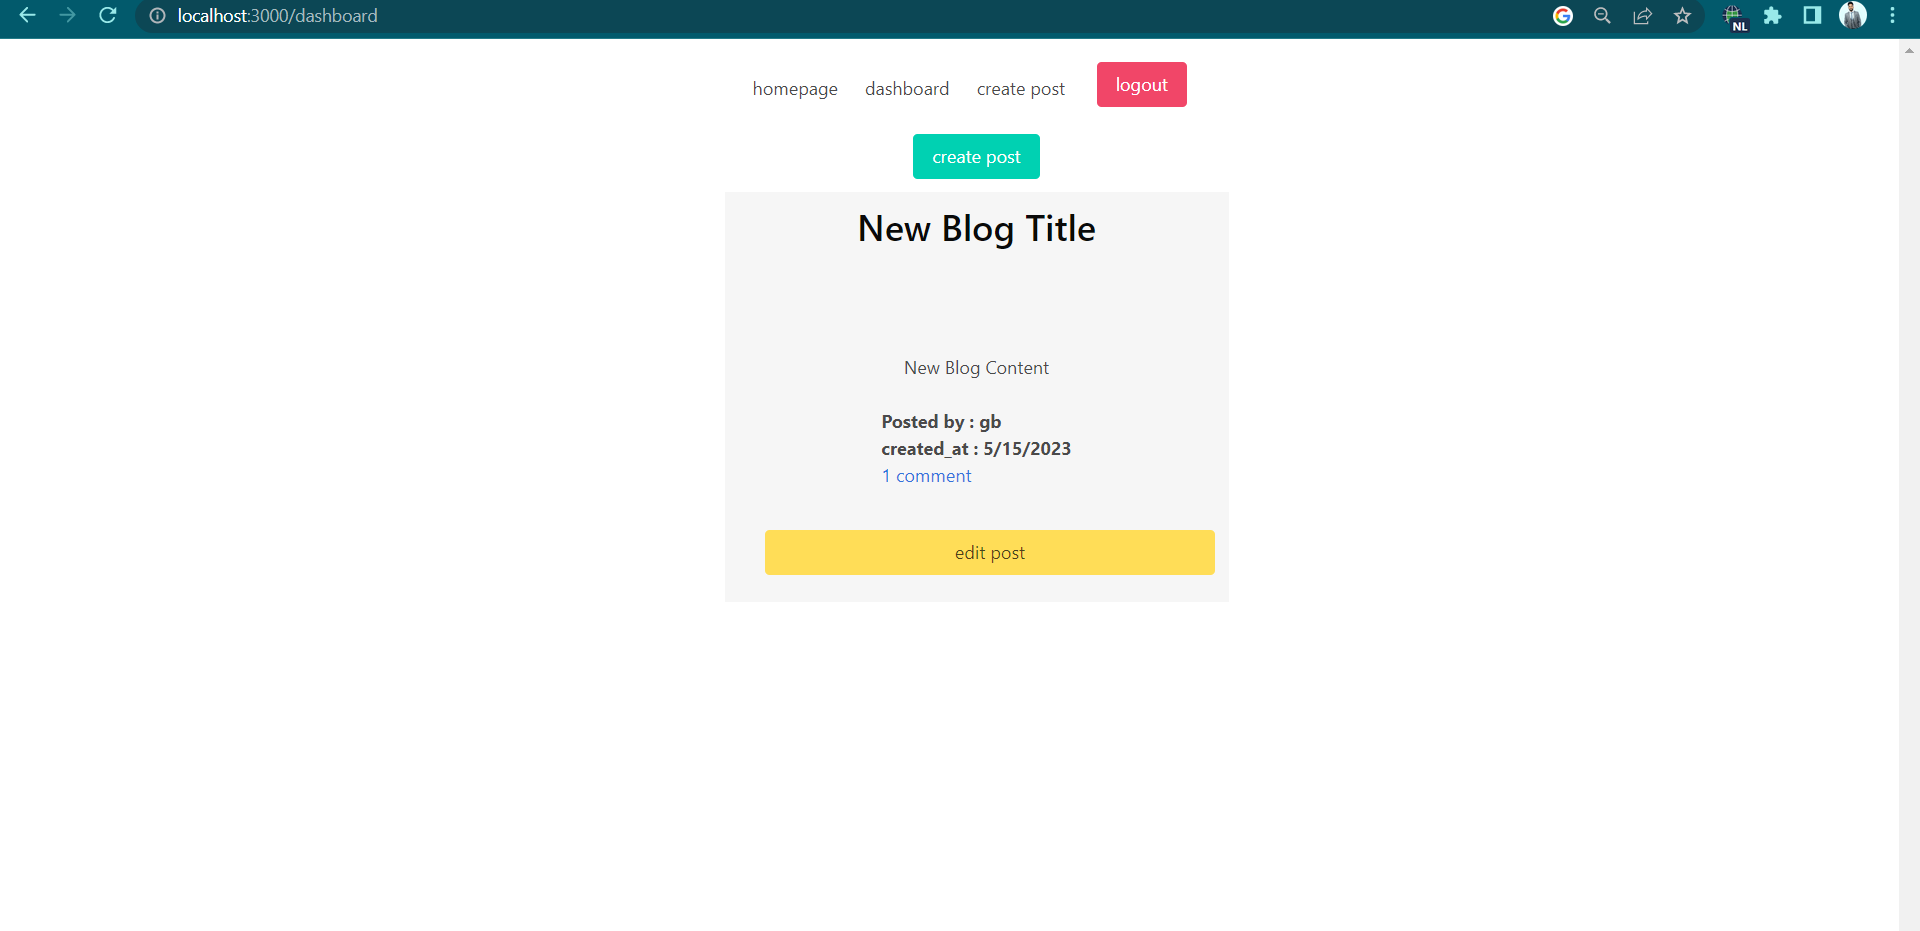 localhost:3000/dashboard
NL
homepage dashboard create post logout
create post
New Blog Title
New Blog Content
Posted by : gb
created_at : 5/15/2023
1 comment
edit post